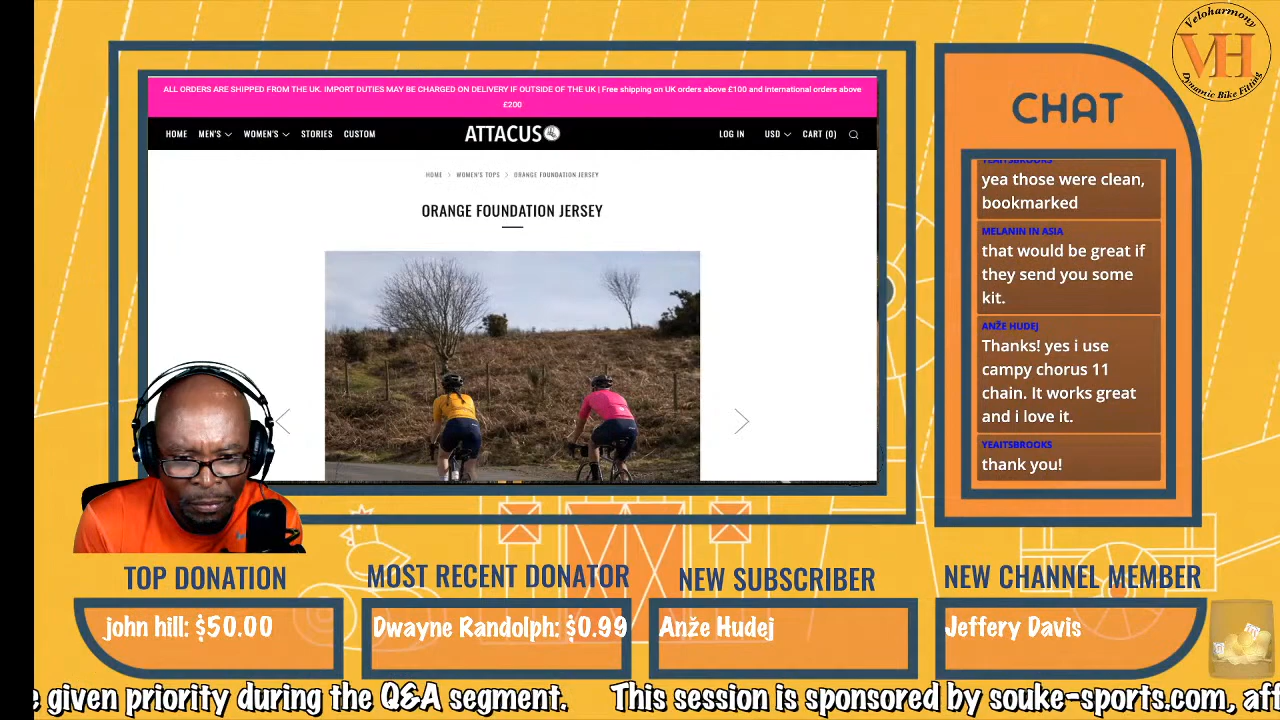 Veloharmony
VH
Dynamic Bike Fitting
ALL ORDERS ARE SHIPPED FROM THE UK. IMPORT DUTIES MAY BE CHARGED ON DELIVERY IF OUTSIDE OF THE UK | Free shipping on UK orders above £100 and international orders above
£200
HOME MEN'S WOMEN'S STORIES CUSTOM ATTACUS LOG IN USD CART (0)
HOME > WOMEN'S TOPS > ORANGE FOUNDATION JERSEY
ORANGE FOUNDATION JERSEY
CHAT
YEAITSBROOKS
yea those were clean,
bookmarked
MELANIN IN ASIA
that would be great if
they send you some
kit.
ANŽE HUDEJ
Thanks! yes i use
campy chorus 11
chain. It works great
and i love it.
YEAITSBROOKS
thank you!
TOP DONATION
john hill: $50.00
MOST RECENT DONATOR
Dwayne Randolph: $0.99
NEW SUBSCRIBER
Anže Hudej
NEW CHANNEL MEMBER
Jeffery Davis
e given priority during the Q&A segment. This session is sponsored by souke-sports.com, aff